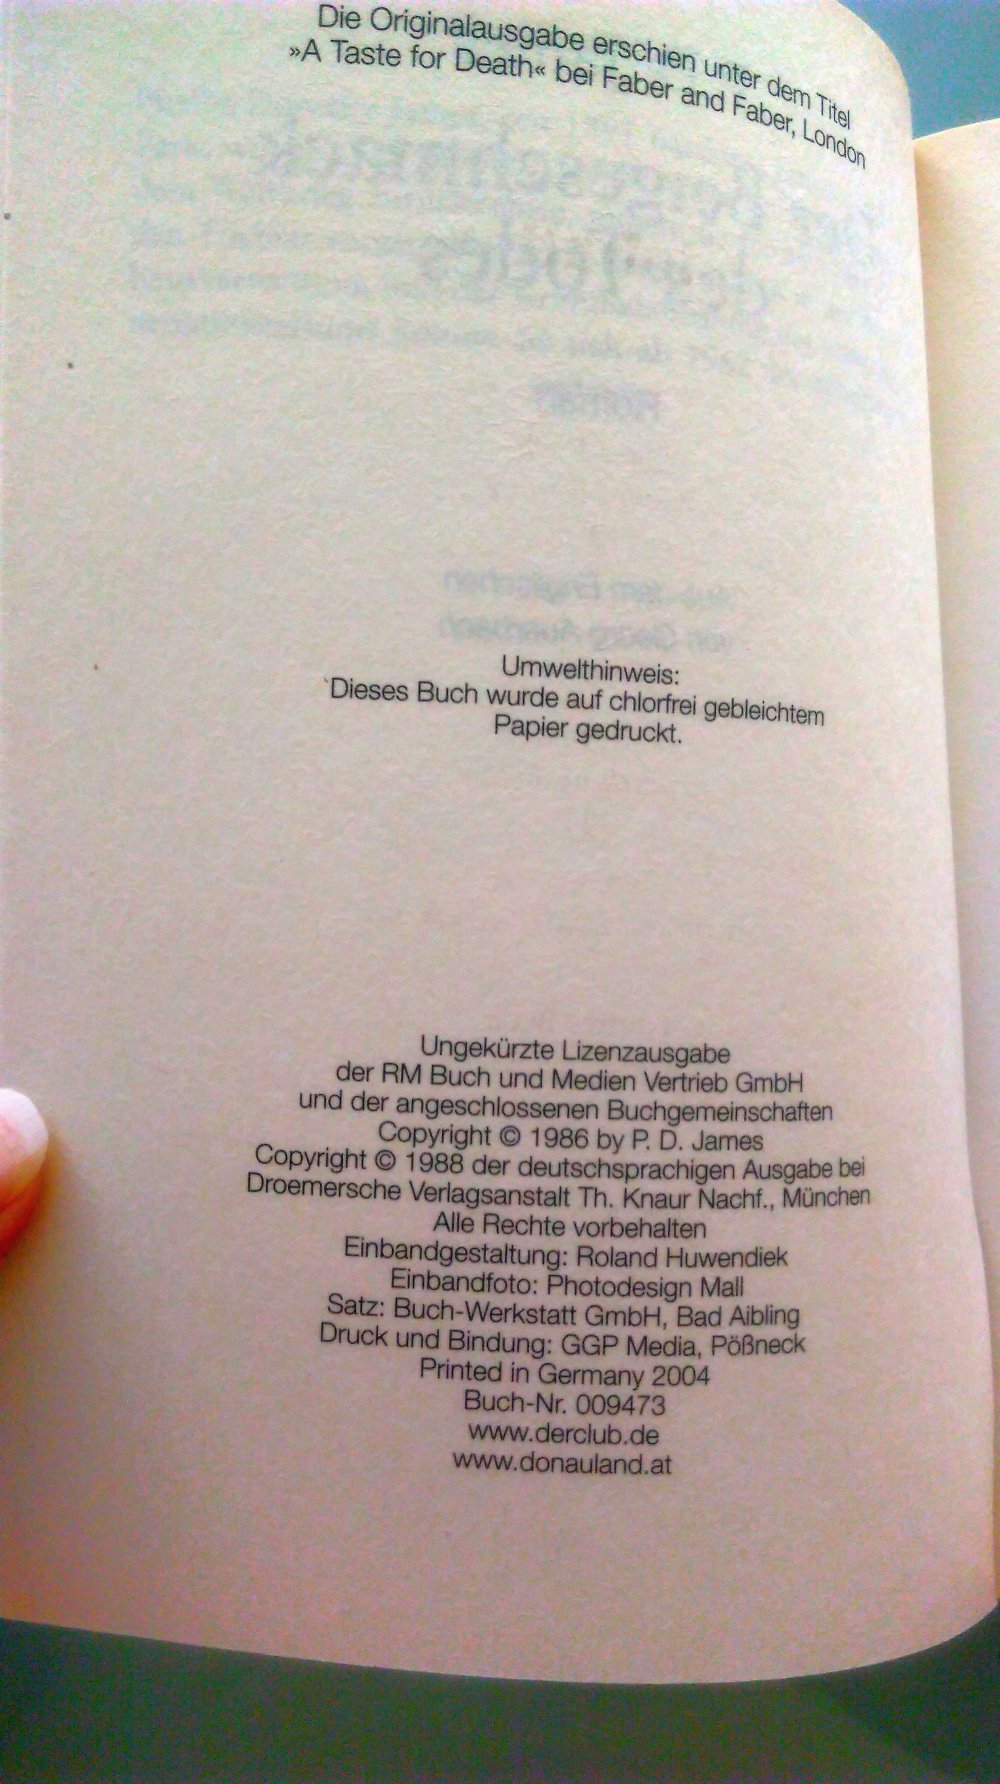 Die Originalausgabe erschien unter dem Titel
»A Taste for Death« bei Faber and Faber, London
Umwelthinweis:
Dieses Buch wurde auf chlorfrei gebleichtem
Papier gedruckt.
Ungekürzte Lizenzausgabe
der RM Buch und Medien Vertrieb GmbH
und der angeschlossenen Buchgemeinschaften
Copyright © 1986 by P. D. James
Copyright © 1988 der deutschsprachigen Ausgabe bei
Droemersche Verlagsanstalt Th. Knaur Nachf., München
Alle Rechte vorbehalten
Einbandgestaltung: Roland Huwendiek
Einbandfoto: Photodesign Mall
Satz: Buch-Werkstatt GmbH, Bad Aibling
Druck und Bindung: GGP Media, Pößneck
Printed in Germany 2004
Buch-Nr. 009473
www.derclub.de
www.donauland.at